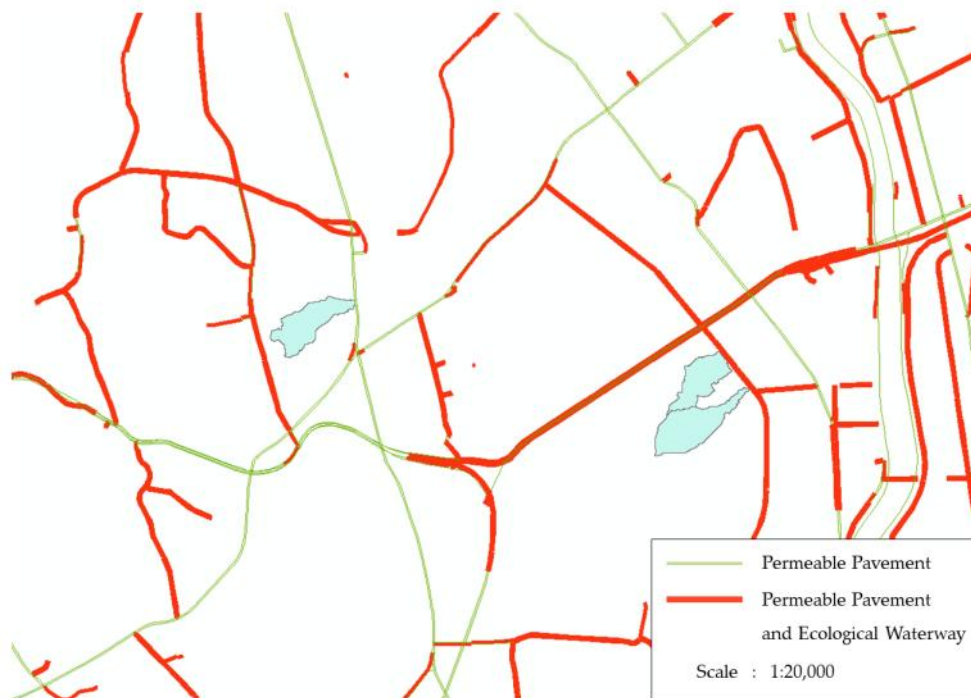 Permeable Pavement
Permeable Pavement
and Ecological Waterway
Scale : 1:20,000